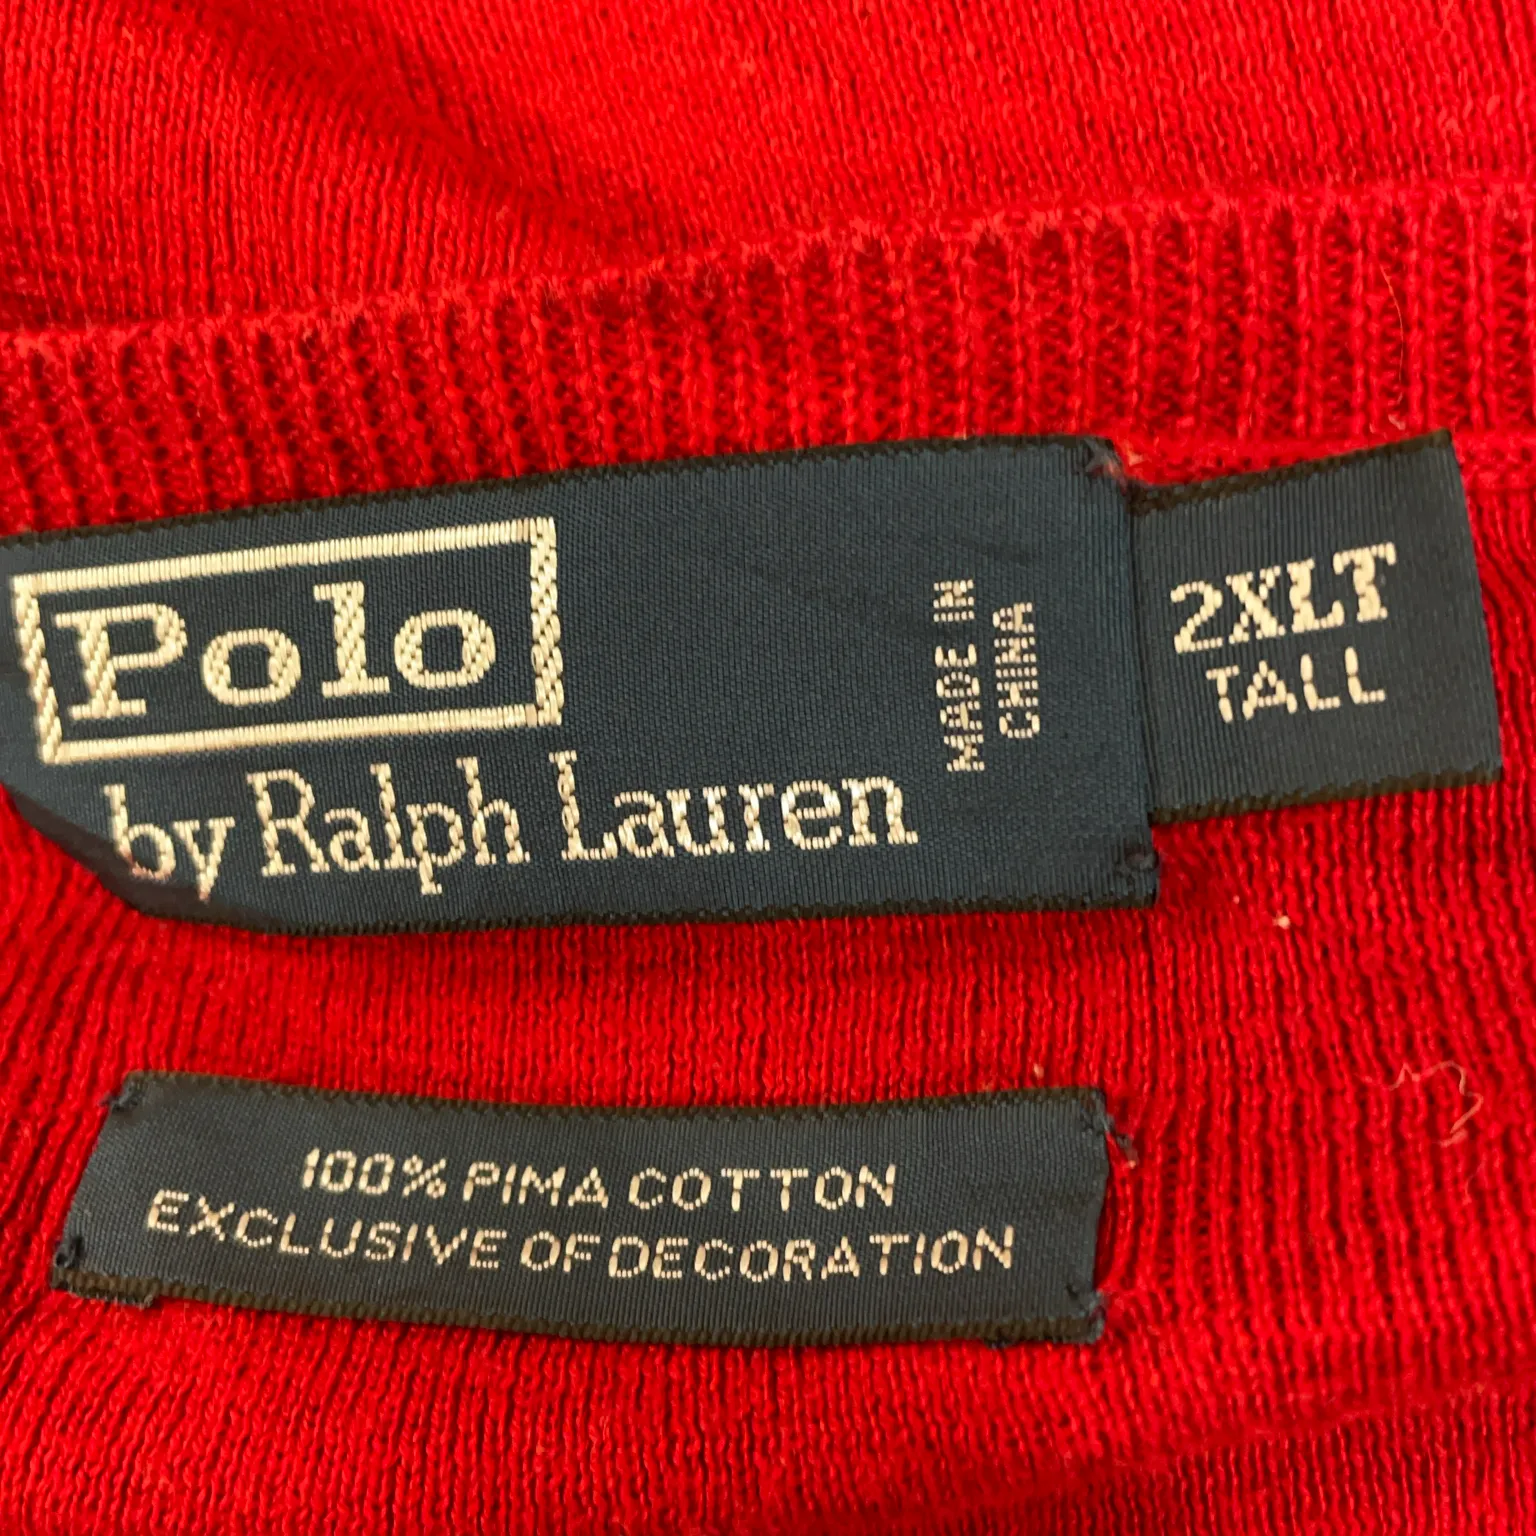 Polo
by Ralph Lauren
MADE IN
CHINA
2XLT
TALL
100% PIMA COTTON
EXCLUSIVE OF DECORATION